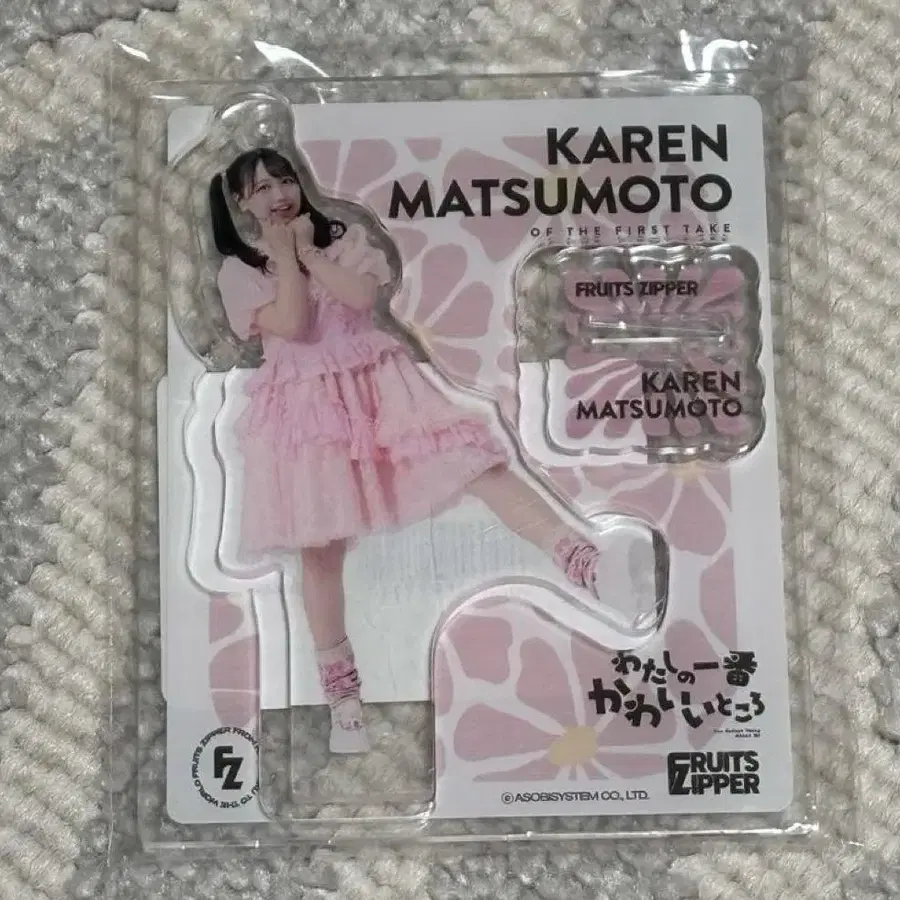 KAREN
MATSUMOTO
OF THE FIRST TAKE
FRUITS ZIPPER
KAREN
MATSUMOTO
わたしの一番
かわいいところ
FRUITS
ZIPPER
FZ
©ASOBISYSTEM CO., LTD.